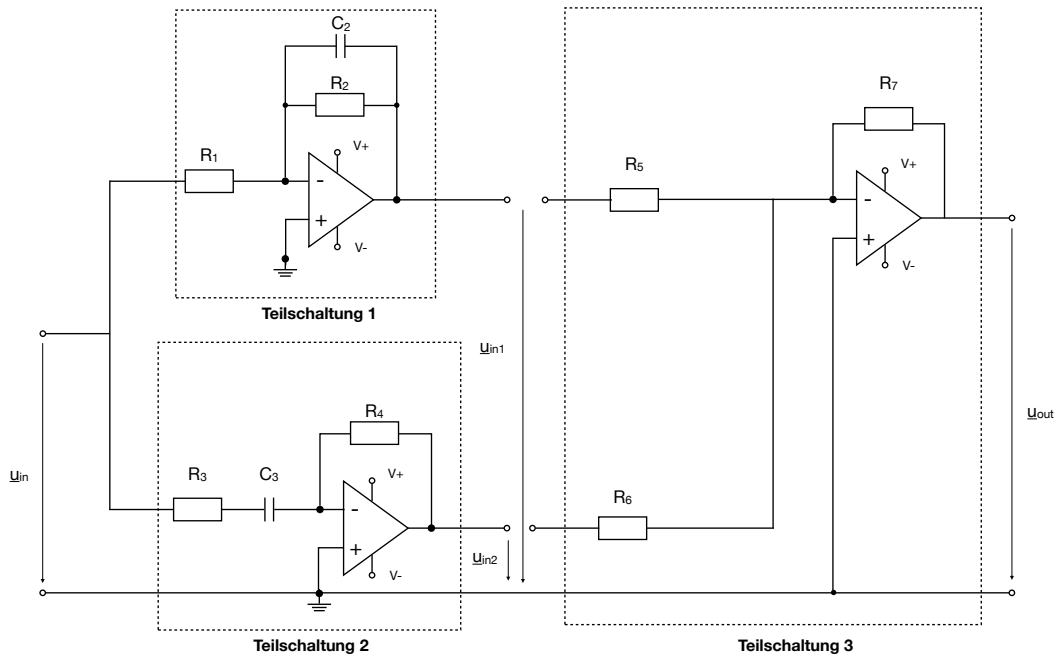 C2
R2
R7
V+
R1
-
+
V-
R5
V+
-
+
V-
Teilschaltung 1
uin1
R4
uout
uin
R3
C3
V+
-
+
V-
R6
uin2
Teilschaltung 2
Teilschaltung 3